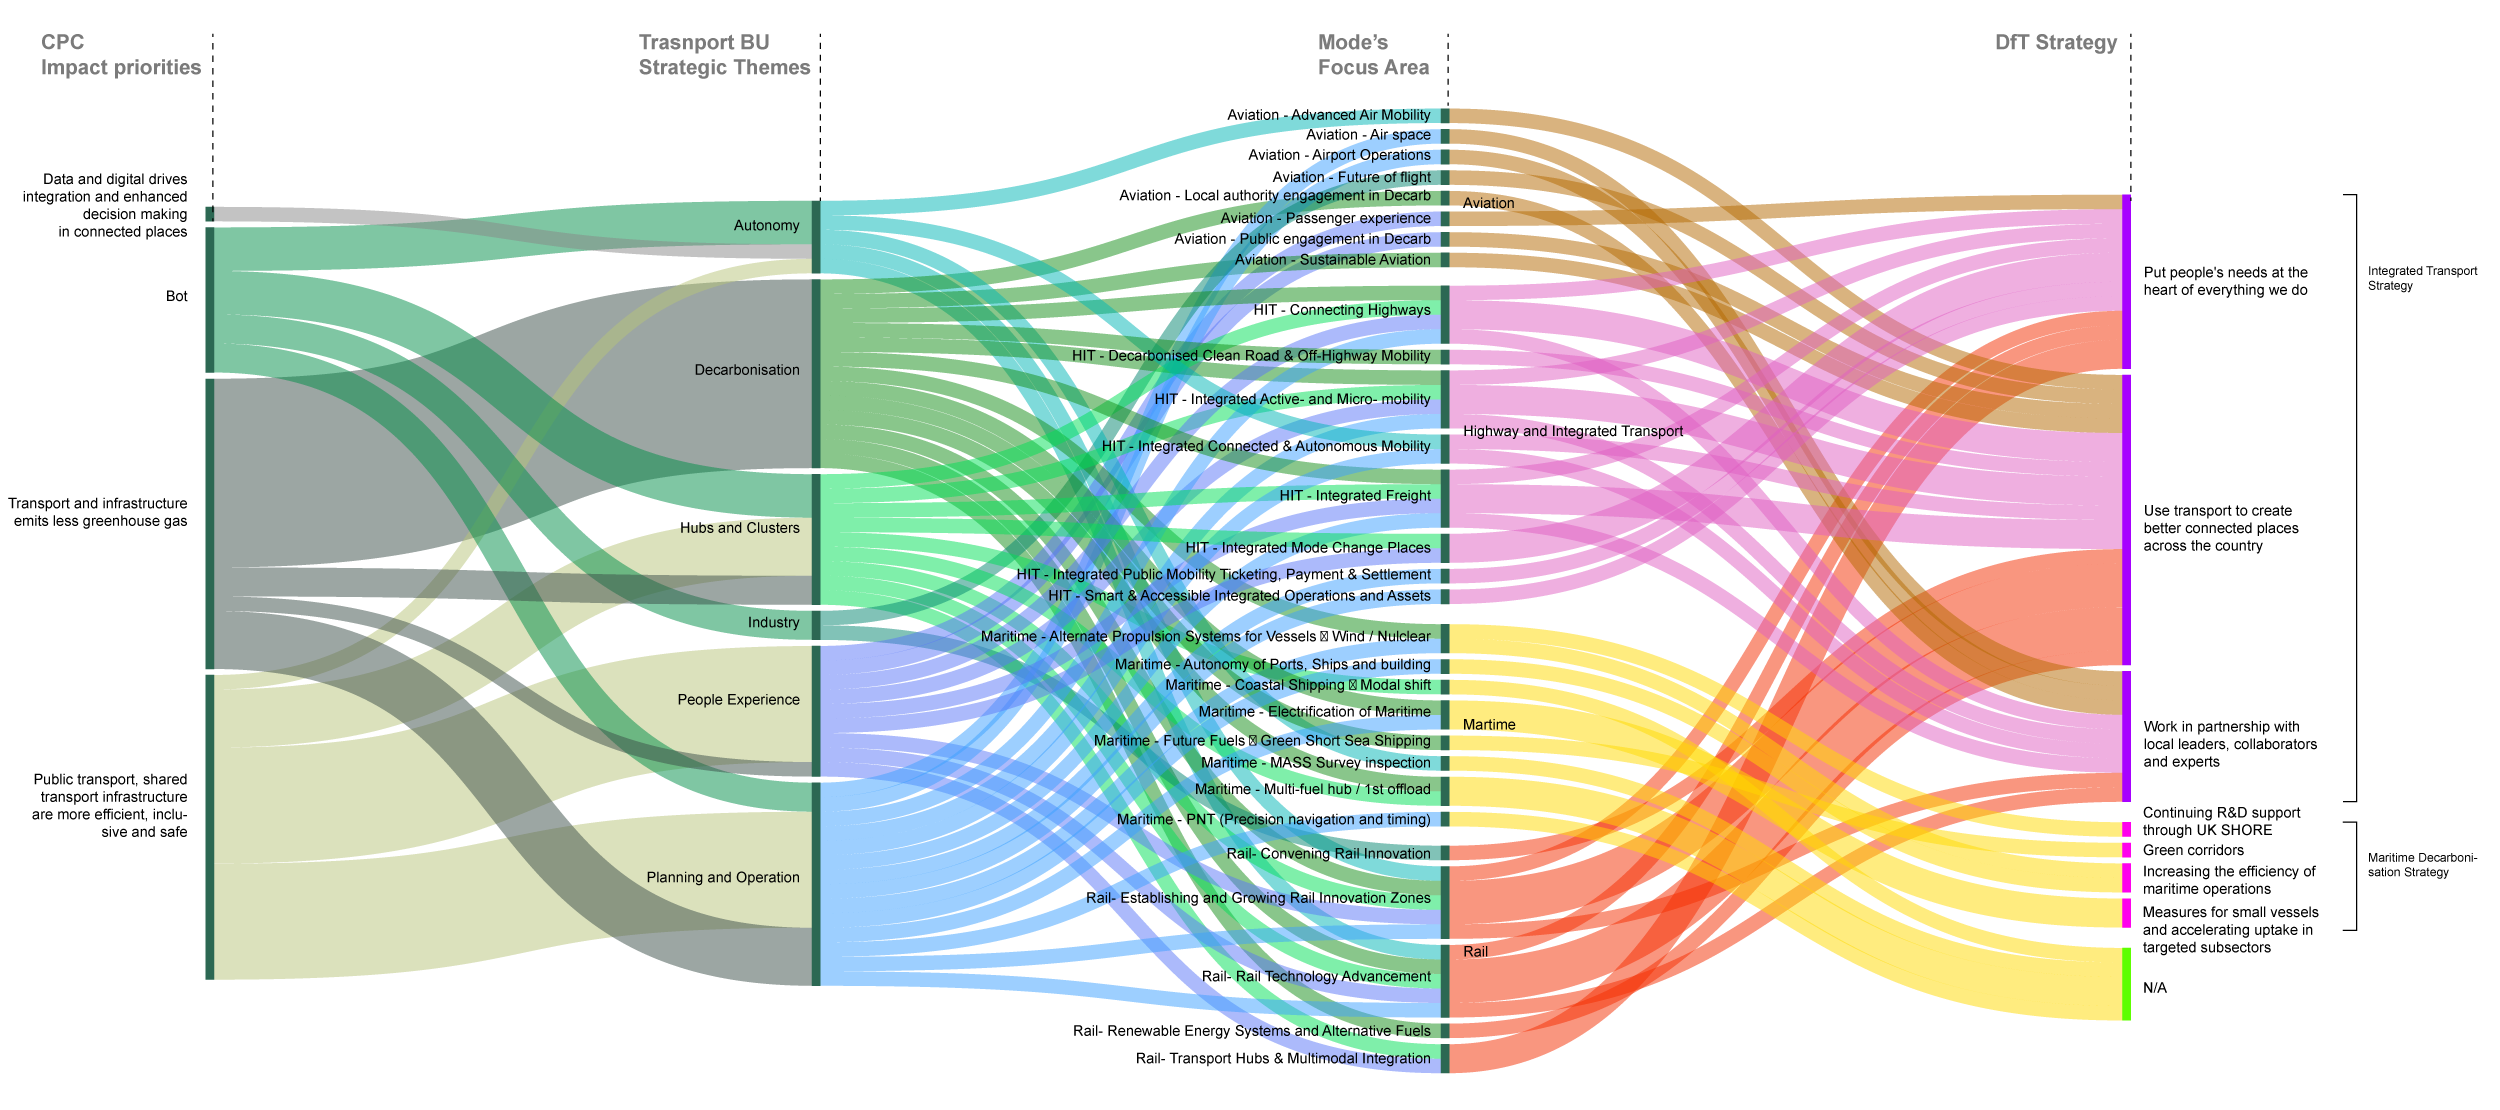 CPC
Impact priorities
Trasnport BU
Strategic Themes
Mode’s
Focus Area
DfT Strategy
Data and digital drives
integration and enhanced
decision making
in connected places
Bot
Transport and infrastructure
emits less greenhouse gas
Public transport, shared
transport infrastructure
are more efficient, inclu-
sive and safe
Autonomy
Decarbonisation
Hubs and Clusters
Industry
People Experience
Planning and Operation
Aviation - Advanced Air Mobility
Aviation - Air space
Aviation - Airport Operations
Aviation - Future of flight
Aviation - Local authority engagement in Decarb
Aviation - Passenger experience
Aviation - Public engagement in Decarb
Aviation - Sustainable Aviation
HIT - Connecting Highways
HIT - Decarbonised Clean Road & Off-Highway Mobility
HIT - Integrated Active- and Micro- mobility
HIT - Integrated Connected & Autonomous Mobility
HIT - Integrated Freight
HIT - Integrated Mode Change Places
HIT - Integrated Public Mobility Ticketing, Payment & Settlement
HIT - Smart & Accessible Integrated Operations and Assets
Maritime - Alternate Propulsion Systems for Vessels  Wind / Nulclear
Maritime - Autonomy of Ports, Ships and building
Maritime - Coastal Shipping  Modal shift
Maritime - Electrification of Maritime
Maritime - Future Fuels  Green Short Sea Shipping
Maritime - MASS Survey inspection
Maritime - Multi-fuel hub / 1st offload
Maritime - PNT (Precision navigation and timing)
Rail- Convening Rail Innovation
Rail- Establishing and Growing Rail Innovation Zones
Rail- Rail Technology Advancement
Rail- Renewable Energy Systems and Alternative Fuels
Rail- Transport Hubs & Multimodal Integration
Aviation
Highway and Integrated Transport
Martime
Rail
Put people's needs at the
heart of everything we do
Use transport to create
better connected places
across the country
Work in partnership with
local leaders, collaborators
and experts
Continuing R&D support
through UK SHORE
Green corridors
Increasing the efficiency of
maritime operations
Measures for small vessels
and accelerating uptake in
targeted subsectors
N/A
Integrated Transport
Strategy
Maritime Decarboni-
sation Strategy